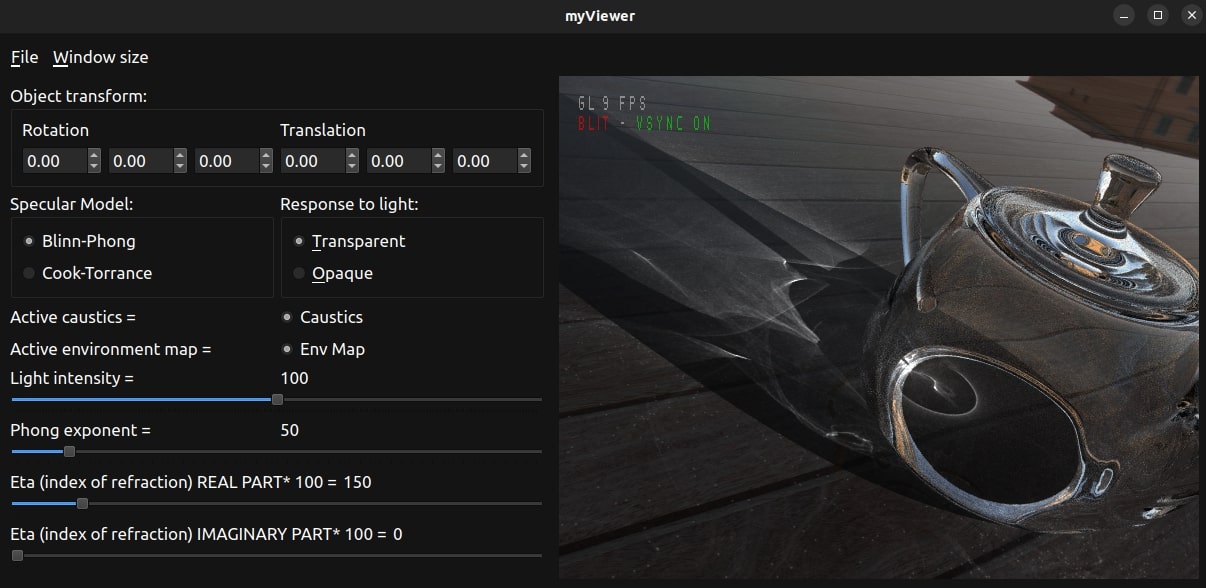 myViewer
File Window size
Object transform:
Rotation Translation
0.00 0.00 0.00 0.00 0.00 0.00
Specular Model: Response to light:
Blinn-Phong Transparent
Cook-Torrance Opaque
Active caustics = Caustics
Active environment map = Env Map
Light intensity = 100
Phong exponent = 50
Eta (index of refraction) REAL PART* 100 = 150
Eta (index of refraction) IMAGINARY PART* 100 = 0
GL 9 FPS
BLIT - VSYNC ON